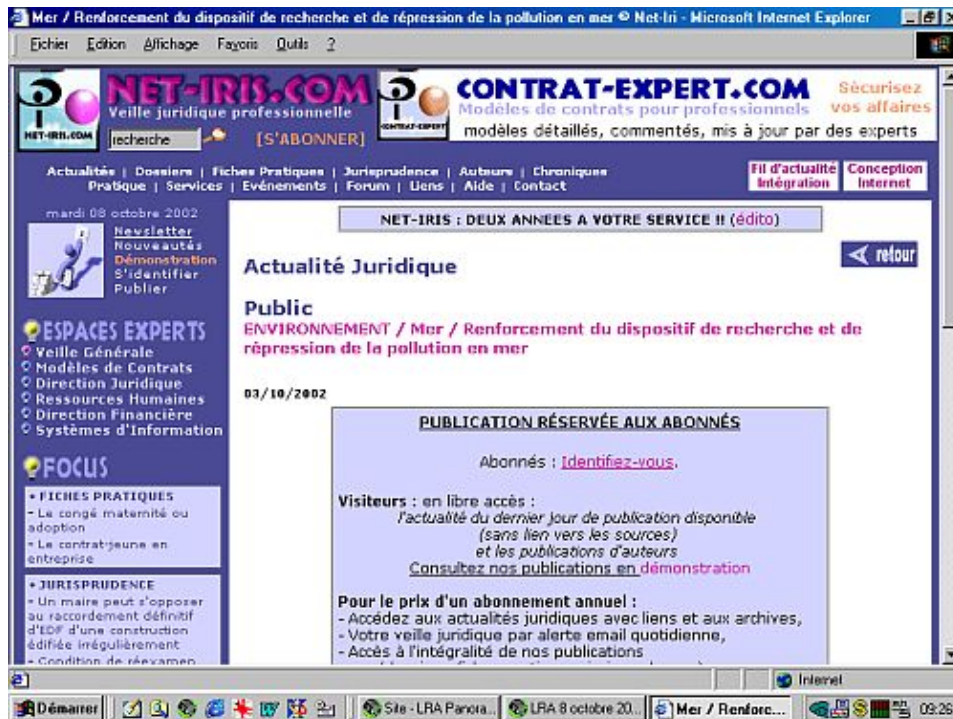 Mer / Renforcement du dispositif de recherche et de répression de la pollution en mer © Net-Iri - Microsoft Internet Explorer
Fichier Edition Affichage Favoris Outils ?
NET-IRIS.COM
Veille juridique professionnelle
NET-IRIS.COM
recherche
[S'ABONNER]
CONTRAT-EXPERT
CONTRAT-EXPERT.COM
Modèles de contrats pour professionnels
modèles détaillés, commentés, mis à jour par des experts
Sécurisez
vos affaires
Actualités | Dossiers | Fiches Pratiques | Jurisprudence | Auteurs | Chroniques
Pratique | Services | Evénements | Forum | Liens | Aide | Contact
Fil d'actualité
Intégration
Conception
Internet
mardi 08 octobre 2002
Newsletter
Nouveautés
Démonstration
S'identifier
Publier
ESPACES EXPERTS
Veille Générale
Modèles de Contrats
Direction Juridique
Ressources Humaines
Direction Financière
Systèmes d'Information
FOCUS
• FICHES PRATIQUES
- Le congé maternité ou
adoption
- Le contrat-jeune en
entreprise
• JURISPRUDENCE
- Un maire peut s'opposer
au raccordement définitif
d'EDF d'une construction
édifiée irrégulièrement
- Condition de réexamen
NET-IRIS : DEUX ANNEES A VOTRE SERVICE !! (édito)
retour
Actualité Juridique
Public
ENVIRONNEMENT / Mer / Renforcement du dispositif de recherche et de
répression de la pollution en mer
03/10/2002
PUBLICATION RÉSERVÉE AUX ABONNÉS
Abonnés : Identifiez-vous.
Visiteurs : en libre accès :
l'actualité du dernier jour de publication disponible
(sans lien vers les sources)
et les publications d'auteurs
Consultez nos publications en démonstration
Pour le prix d'un abonnement annuel :
- Accédez aux actualités juridiques avec liens et aux archives,
- Votre veille juridique par alerte email quotidienne,
- Accès à l'intégralité de nos publications
Internet
Démarrer
Site - LRA Panora...
LRA 8 octobre 20...
Mer / Renforc...
09:26